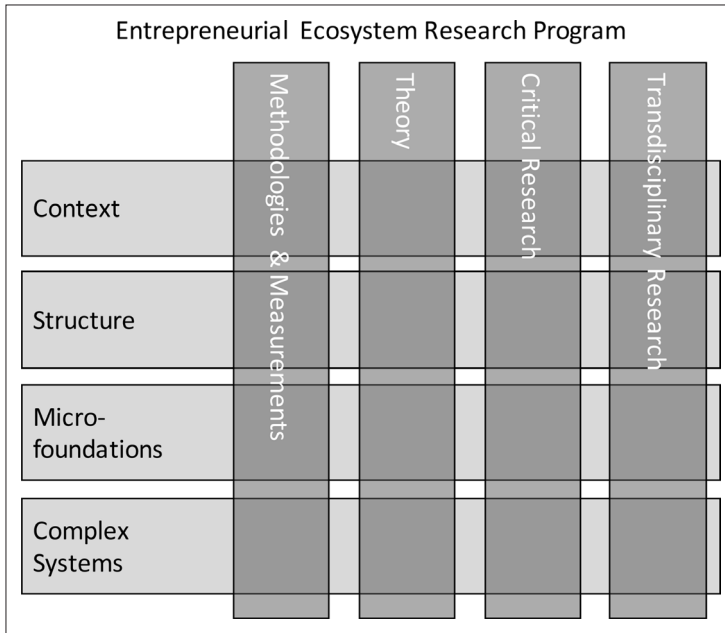 Entrepreneurial Ecosystem Research Program
Methodologies & Measurements
Theory
Critical Research
Transdisciplinary Research
Context
Structure
Micro-
foundations
Complex
Systems